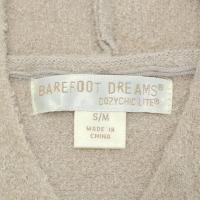 BAREFOOT DREAMS®
COZYCHIC LITE®
S/M
MADE IN
CHINA